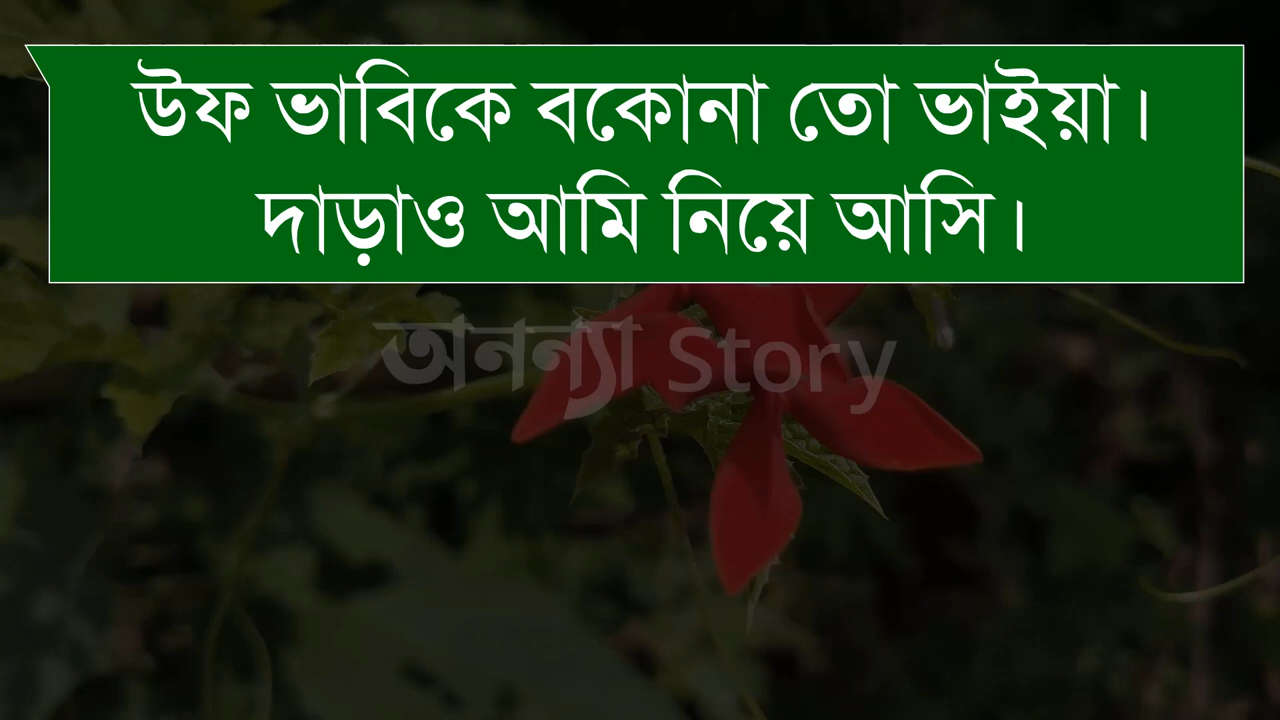 উফ ভাবিকে বকোনা তো ভাইয়া।
দাড়াও আমি নিয়ে আসি।
অনন্যা Story